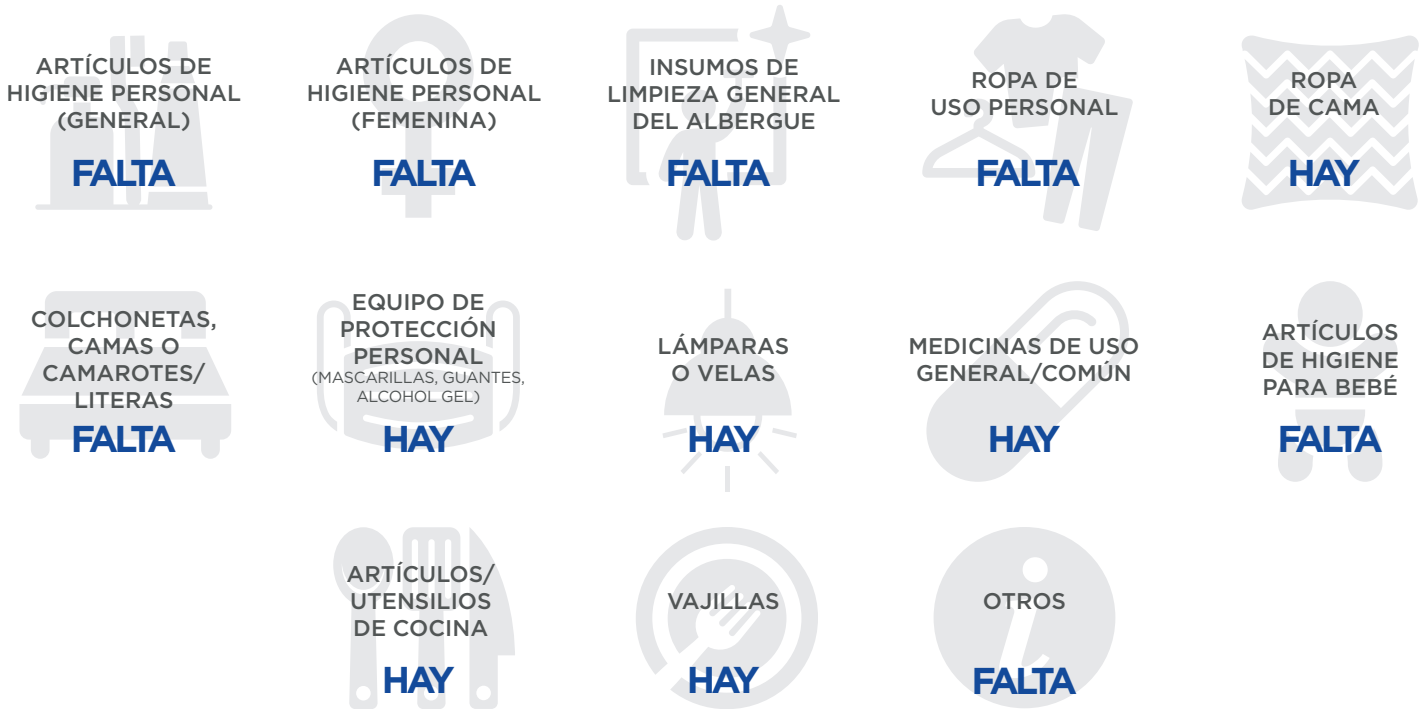 ARTÍCULOS DE
HIGIENE PERSONAL
(GENERAL)
FALTA
ARTÍCULOS DE
HIGIENE PERSONAL
(FEMENINA)
FALTA
INSUMOS DE
LIMPIEZA GENERAL
DEL ALBERGUE
FALTA
ROPA DE
USO PERSONAL
FALTA
ROPA
DE CAMA
HAY
COLCHONETAS,
CAMAS O
CAMAROTES/
LITERAS
FALTA
EQUIPO DE
PROTECCIÓN
PERSONAL
(MASCARILLAS, GUANTES,
ALCOHOL GEL)
HAY
LÁMPARAS
O VELAS
HAY
MEDICINAS DE USO
GENERAL/COMÚN
HAY
ARTÍCULOS
DE HIGIENE
PARA BEBÉ
FALTA
ARTÍCULOS/
UTENSILIOS
DE COCINA
HAY
VAJILLAS
HAY
OTROS
FALTA